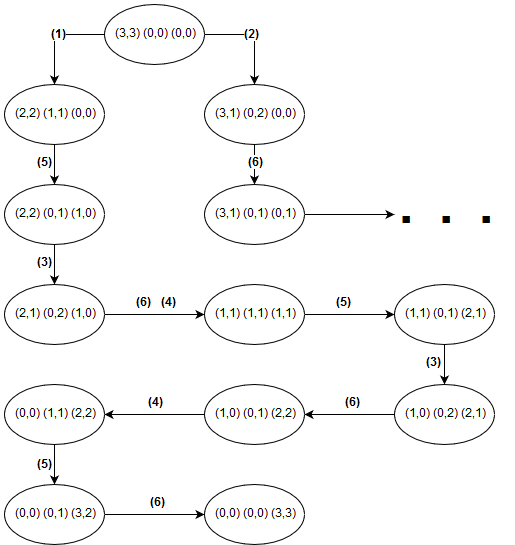 (1) (3,3) (0,0) (0,0) (2)
(2,2) (1,1) (0,0) (3,1) (0,2) (0,0)
(5) (6)
(2,2) (0,1) (1,0) (3,1) (0,1) (0,1)
(3)
(2,1) (0,2) (1,0) (6) (4) (1,1) (1,1) (1,1) (5) (1,1) (0,1) (2,1)
(3)
(0,0) (1,1) (2,2) (4) (1,0) (0,1) (2,2) (6) (1,0) (0,2) (2,1)
(5)
(0,0) (0,1) (3,2) (6) (0,0) (0,0) (3,3)